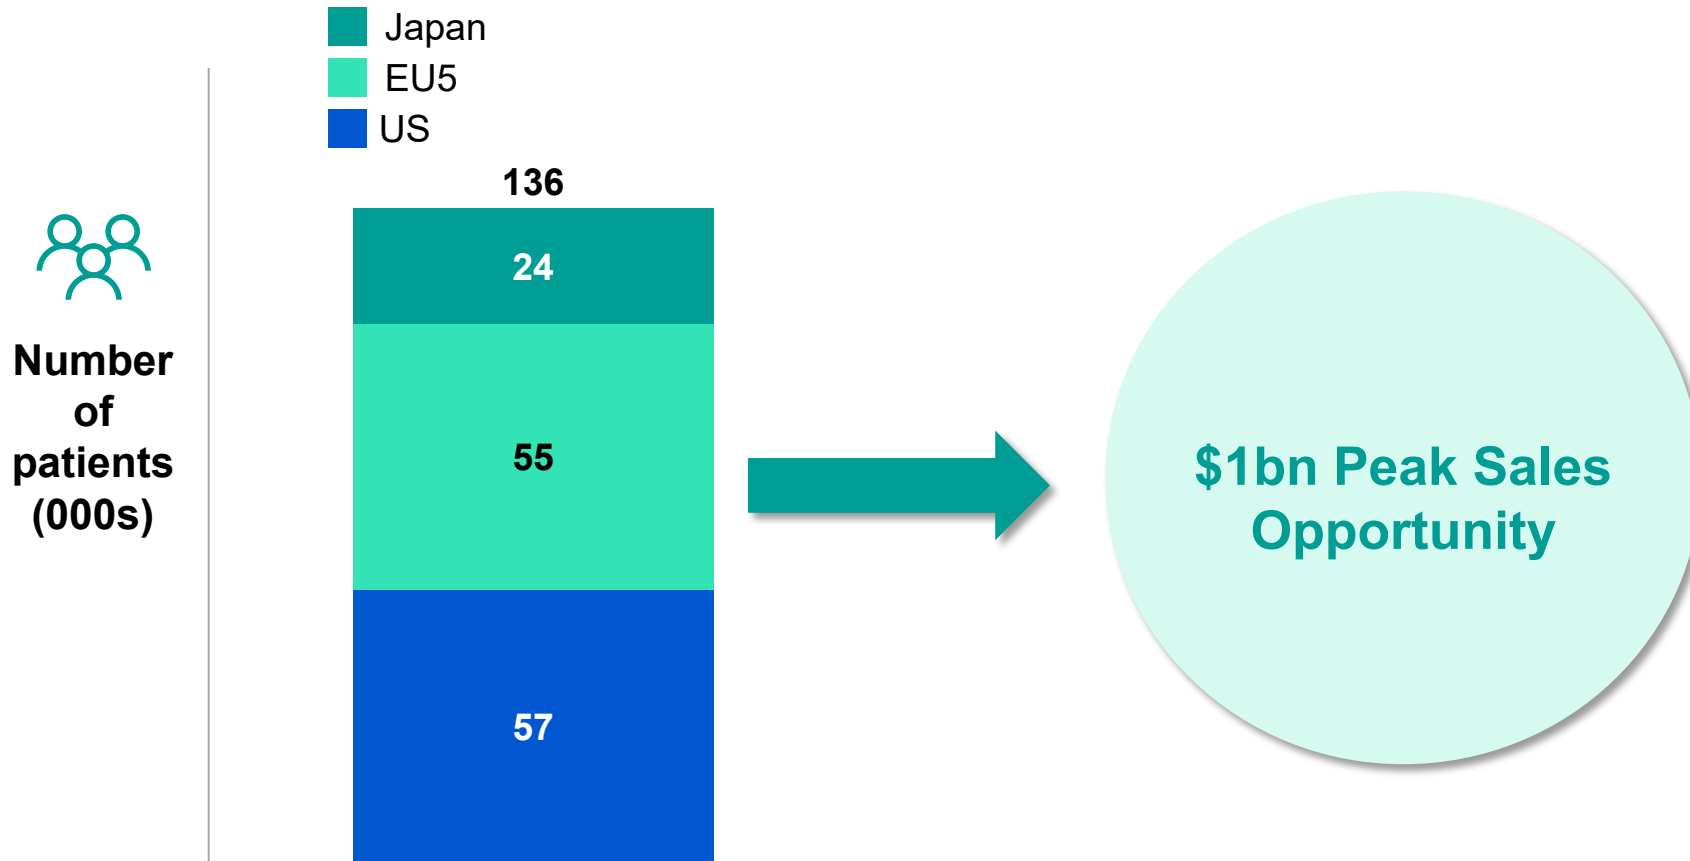 Japan
EU5
US
136
24
55
57
Number
of
patients
(000s)
$1bn Peak Sales
Opportunity